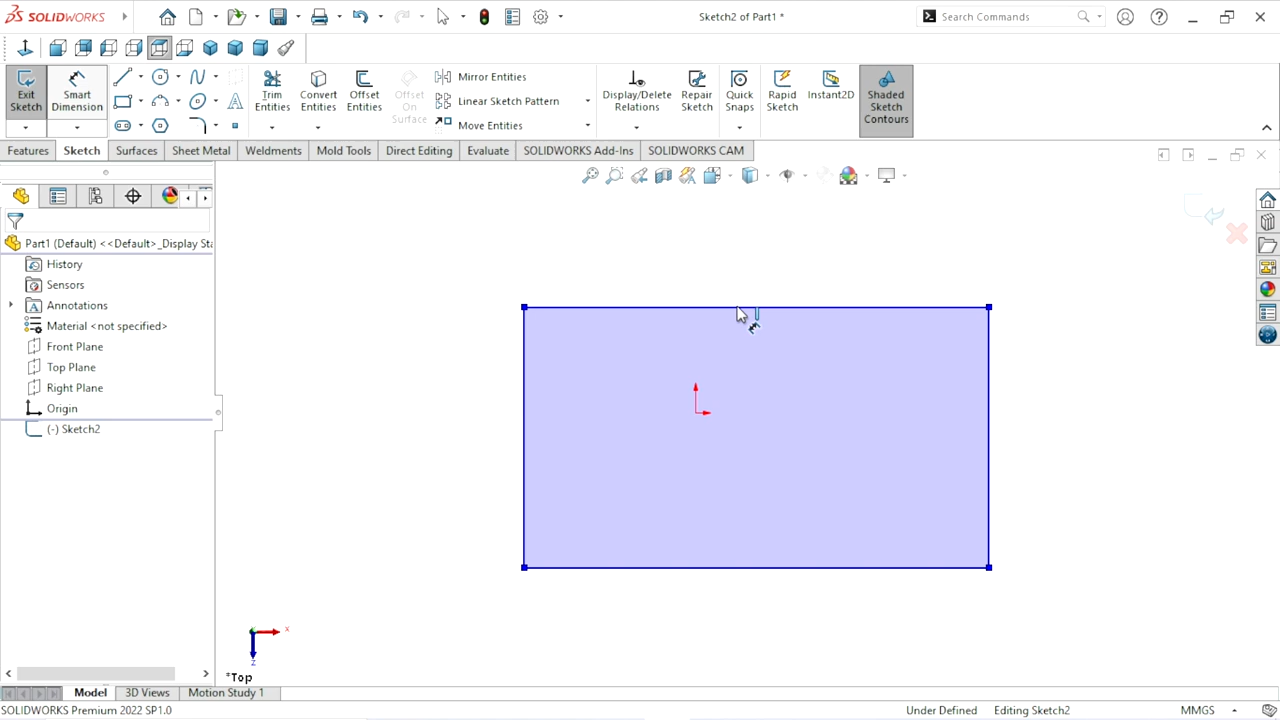 SOLIDWORKS
Sketch2 of Part1 *
Search Commands
Exit Sketch
Smart Dimension
Trim Entities
Convert Entities
Offset Entities
Offset On Surface
Mirror Entities
Linear Sketch Pattern
Move Entities
Display/Delete Relations
Repair Sketch
Quick Snaps
Rapid Sketch
Instant2D
Shaded Sketch Contours
Features
Sketch
Surfaces
Sheet Metal
Weldments
Mold Tools
Direct Editing
Evaluate
SOLIDWORKS Add-Ins
SOLIDWORKS CAM
Part1 (Default) <<Default>_Display Sta
History
Sensors
Annotations
Material <not specified>
Front Plane
Top Plane
Right Plane
Origin
(-) Sketch2
X
Z
*Top
Model
3D Views
Motion Study 1
SOLIDWORKS Premium 2022 SP1.0
Under Defined
Editing Sketch2
MMGS